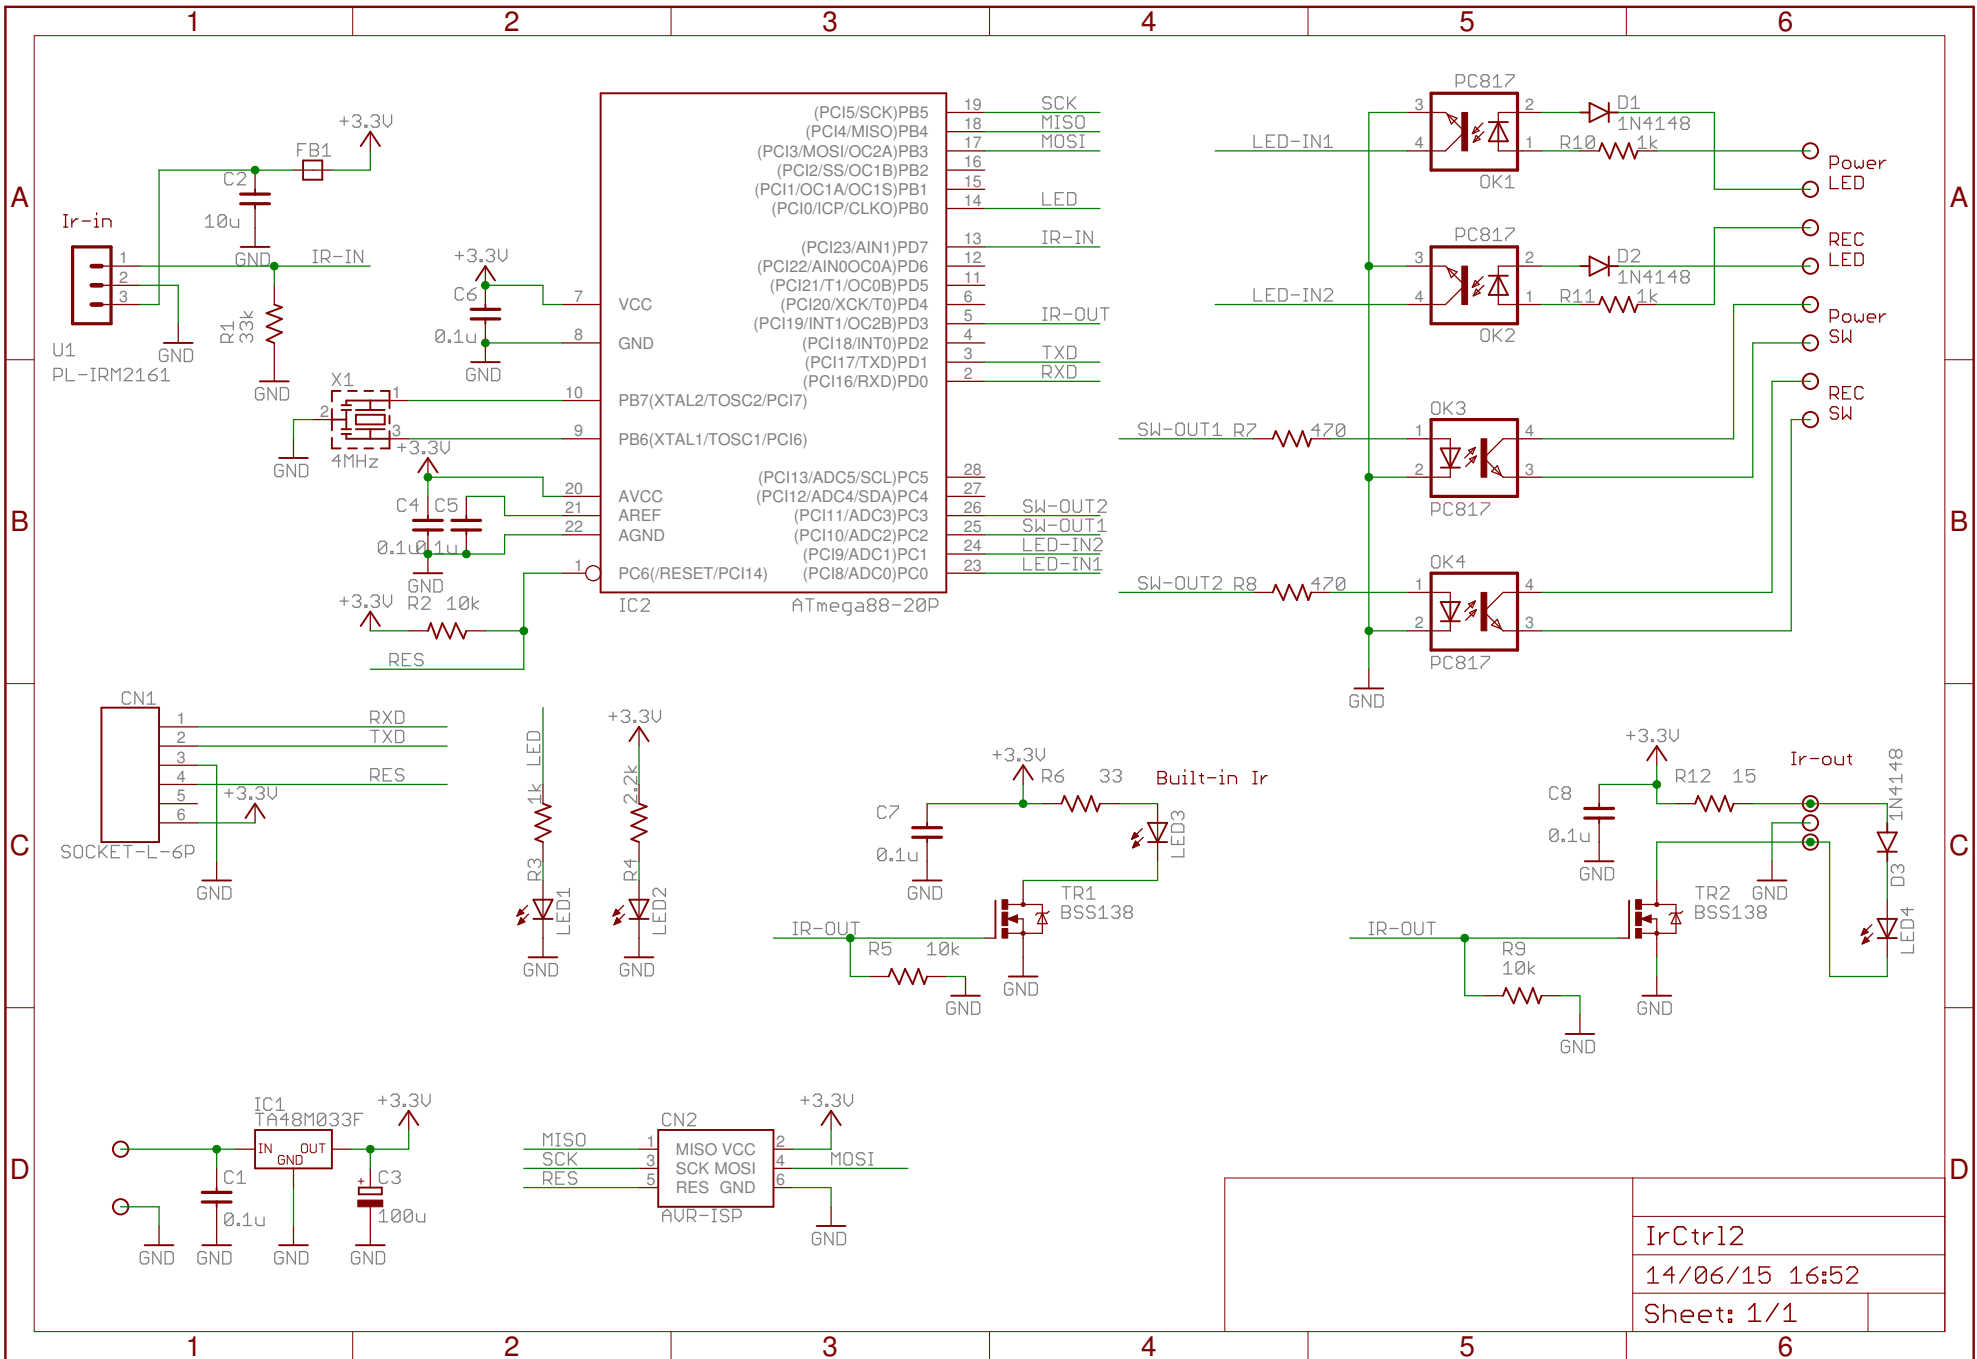 1 2 3 4 5 6
A
A
B
B
C
C
D
D
1 2 3 4 5 6
+3.3V
FB1
C2
10u
GND
Ir-in
1
2
3
IR-IN
U1
PL-IRM2161
GND
R1
33k
GND
+3.3V
C6
0.1u
GND
X1
1
2
3
4MHz
GND
+3.3V
C4 C5
0.1u 0.1u
GND
+3.3V
R2 10k
RES
7 VCC
8 GND
10 PB7(XTAL2/TOSC2/PCI7)
9 PB6(XTAL1/TOSC1/PCI6)
20 AVCC
21 AREF
22 AGND
1 PC6(/RESET/PCI14)
(PCI5/SCK)PB5 19 SCK
(PCI4/MISO)PB4 18 MISO
(PCI3/MOSI/OC2A)PB3 17 MOSI
(PCI2/SS/OC1B)PB2 16
(PCI1/OC1A/OC1S)PB1 15
(PCI0/ICP/CLKO)PB0 14 LED
(PCI23/AIN1)PD7 13 IR-IN
(PCI22/AIN0OC0A)PD6 12
(PCI21/T1/OC0B)PD5 11
(PCI20/XCK/T0)PD4 6
(PCI19/INT1/OC2B)PD3 5 IR-OUT
(PCI18/INT0)PD2 4
(PCI17/TXD)PD1 3 TXD
(PCI16/RXD)PD0 2 RXD
(PCI13/ADC5/SCL)PC5 28
(PCI12/ADC4/SDA)PC4 27
(PCI11/ADC3)PC3 26 SW-OUT2
(PCI10/ADC2)PC2 25 SW-OUT1
(PCI9/ADC1)PC1 24 LED-IN2
(PCI8/ADC0)PC0 23 LED-IN1
IC2
ATmega88-20P
PC817
3
4
2
1
OK1
LED-IN1
D1
1N4148
R10 1k
Power
LED
PC817
3
4
2
1
OK2
LED-IN2
D2
1N4148
R11 1k
REC
LED
Power
SW
REC
SW
OK3
SW-OUT1 R7 470
1
2
4
3
PC817
OK4
SW-OUT2 R8 470
1
2
4
3
PC817
GND
CN1
1 RXD
2 TXD
3
4 RES
5
6
+3.3V
SOCKET-L-6P
GND
LED
1k
R3
LED1
GND
+3.3V
2.2k
R4
LED2
GND
+3.3V
R6 33
Built-in Ir
C7
0.1u
GND
LED3
TR1
BSS138
IR-OUT
R5 10k
GND
GND
+3.3V
R12 15
Ir-out
C8
0.1u
GND
1N4148
D3
GND
TR2
BSS138
LED4
IR-OUT
R9
10k
GND
GND
IC1
TA48M033F
IN OUT
GND
+3.3V
C1
0.1u
C3
+
100u
GND
GND
GND
GND
CN2
+3.3V
MISO 1 MISO VCC 2
SCK 3 SCK MOSI 4 MOSI
RES 5 RES GND 6
AVR-ISP
GND
IrCtrl2
14/06/15 16:52
Sheet: 1/1